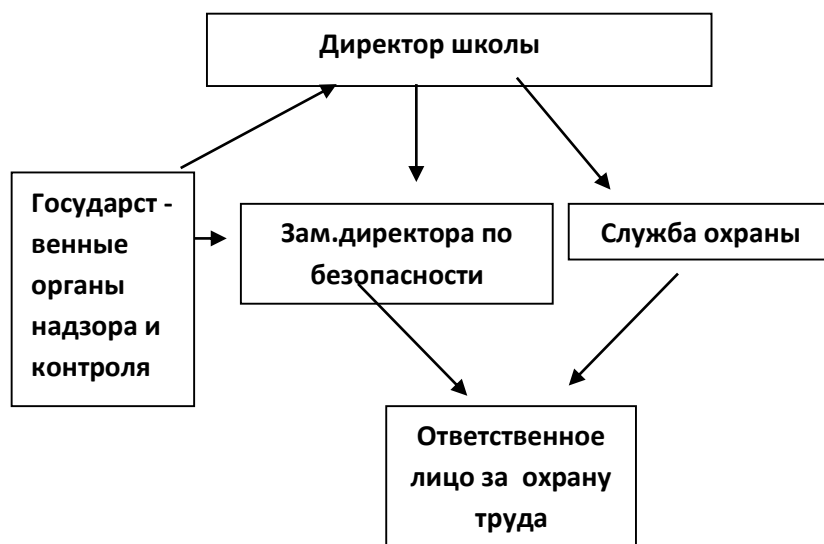 Директор школы
Государст -
венные
органы
надзора и
контроля
Зам.директора по
безопасности
Служба охраны
Ответственное
лицо за охрану
труда